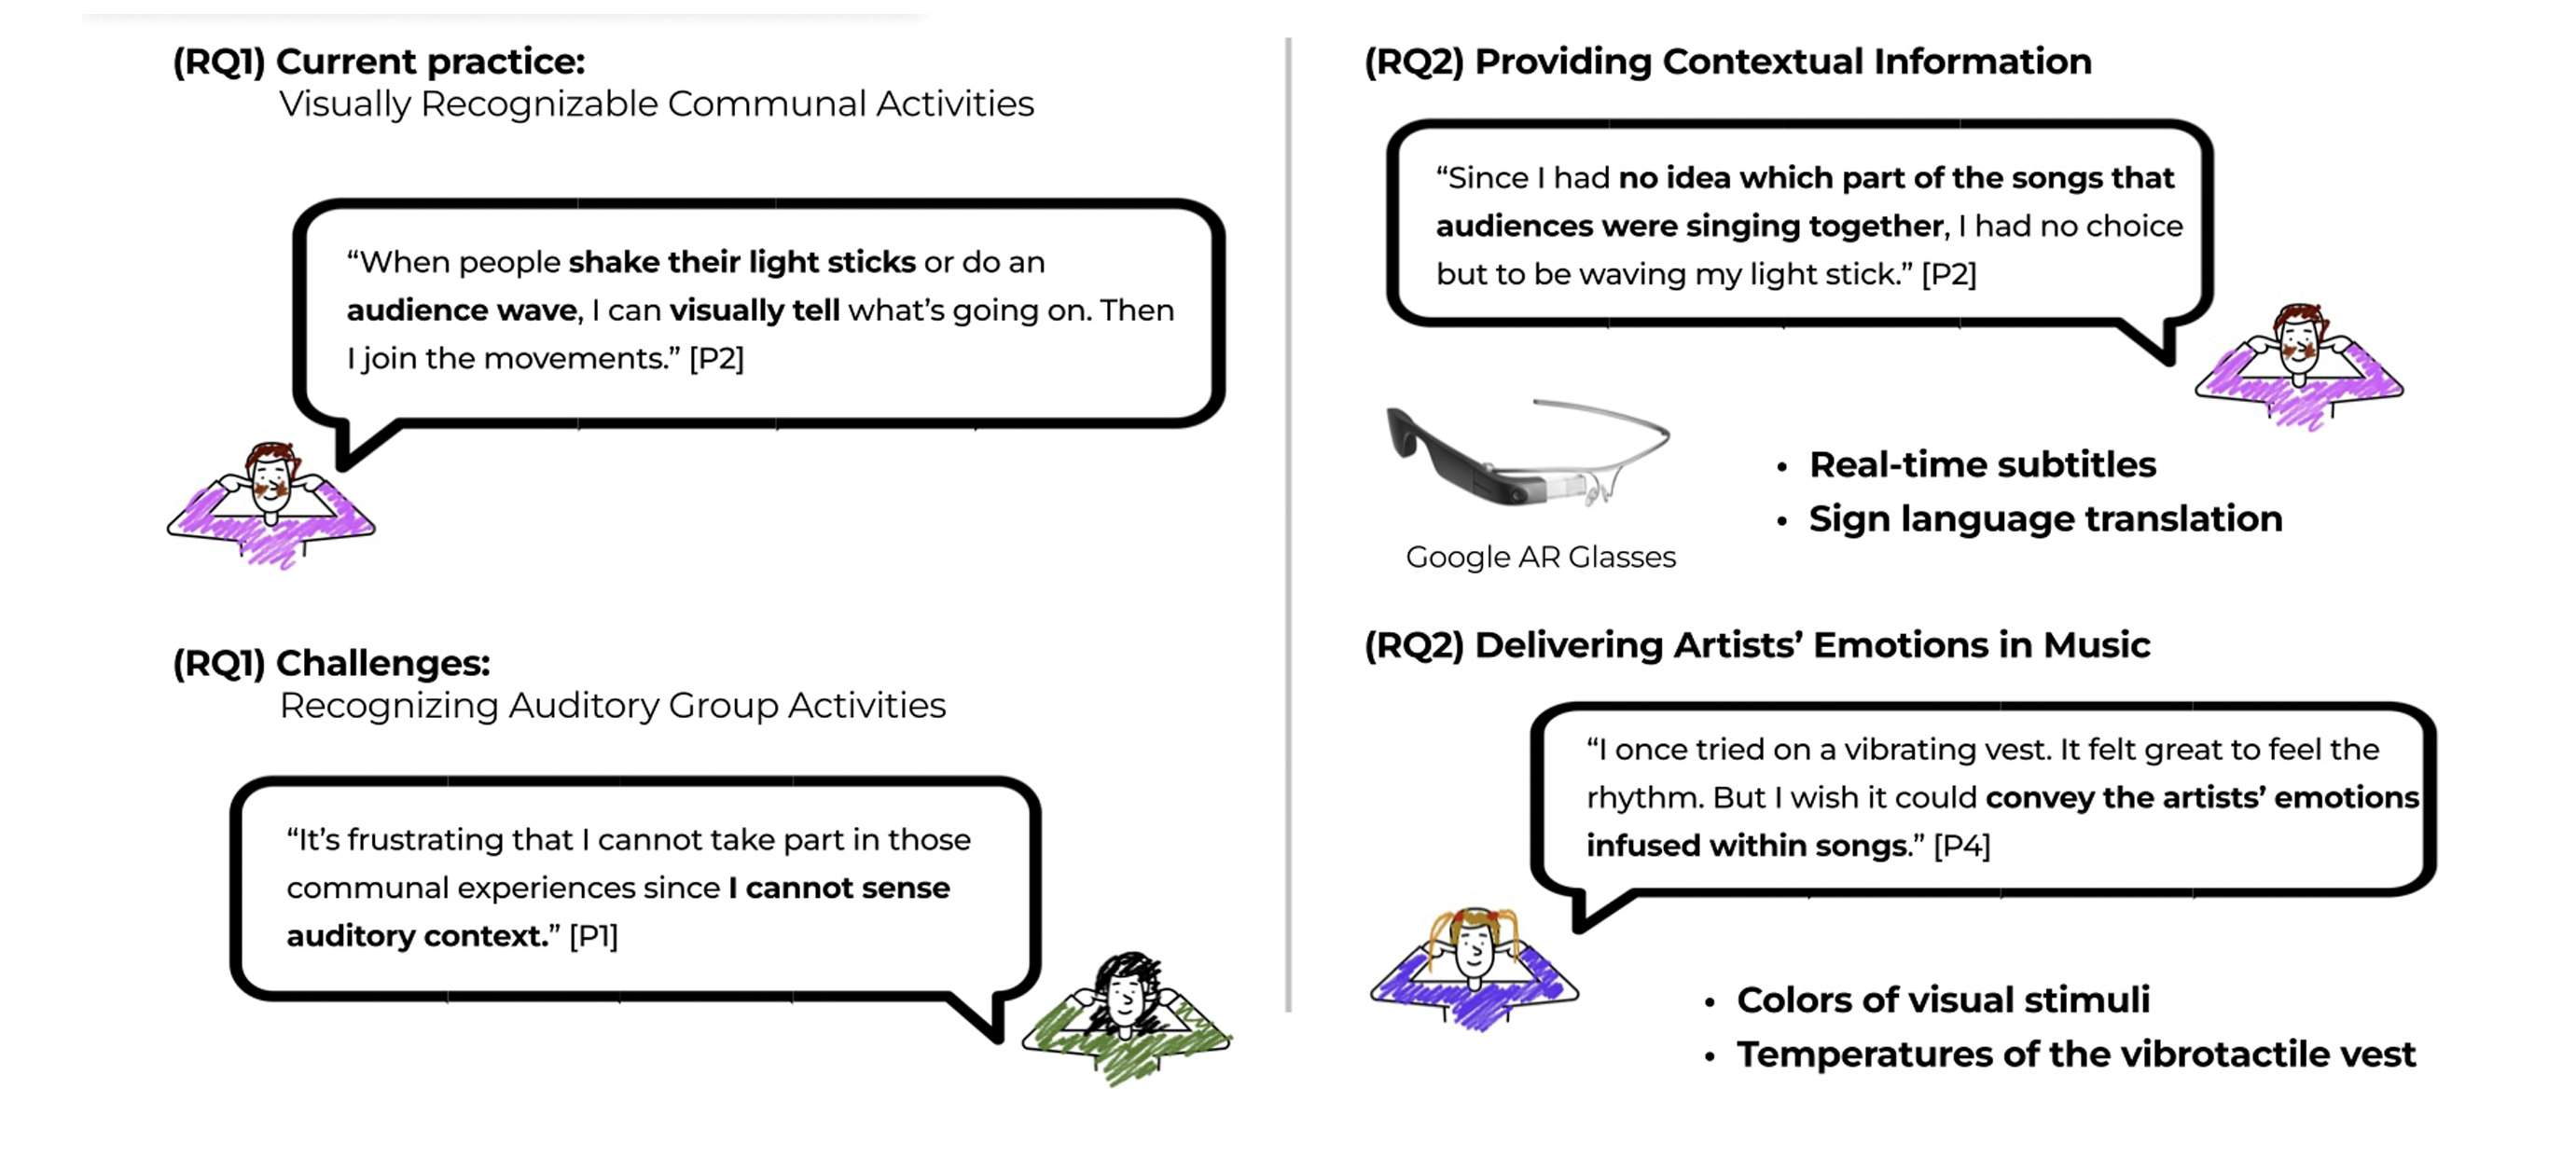 (RQ1) Current practice:
Visually Recognizable Communal Activities
“When people shake their light sticks or do an
audience wave, I can visually tell what’s going on. Then
I join the movements.” [P2]
(RQ1) Challenges:
Recognizing Auditory Group Activities
“It’s frustrating that I cannot take part in those
communal experiences since I cannot sense
auditory context.” [P1]
(RQ2) Providing Contextual Information
“Since I had no idea which part of the songs that
audiences were singing together, I had no choice
but to be waving my light stick.” [P2]
Google AR Glasses
• Real-time subtitles
• Sign language translation
(RQ2) Delivering Artists’ Emotions in Music
“I once tried on a vibrating vest. It felt great to feel the
rhythm. But I wish it could convey the artists’ emotions
infused within songs.” [P4]
• Colors of visual stimuli
• Temperatures of the vibrotactile vest